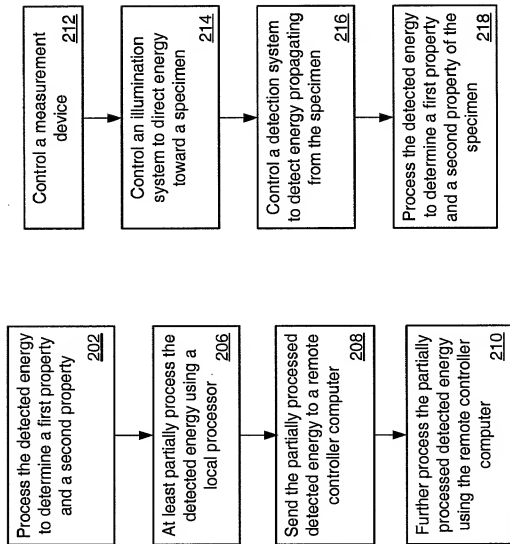 Process the detected energy
to determine a first property
and a second property
202
At least partially process the
detected energy using a
local processor
206
Send the partially processed
detected energy to a remote
controller computer
208
Further process the partially
processed detected energy
using the remote controller
computer
210
Control a measurement
device
212
Control an illumination
system to direct energy
toward a specimen
214
Control a detection system
to detect energy propagating
from the specimen
216
Process the detected energy
to determine a first property
and a second property of the
specimen
218